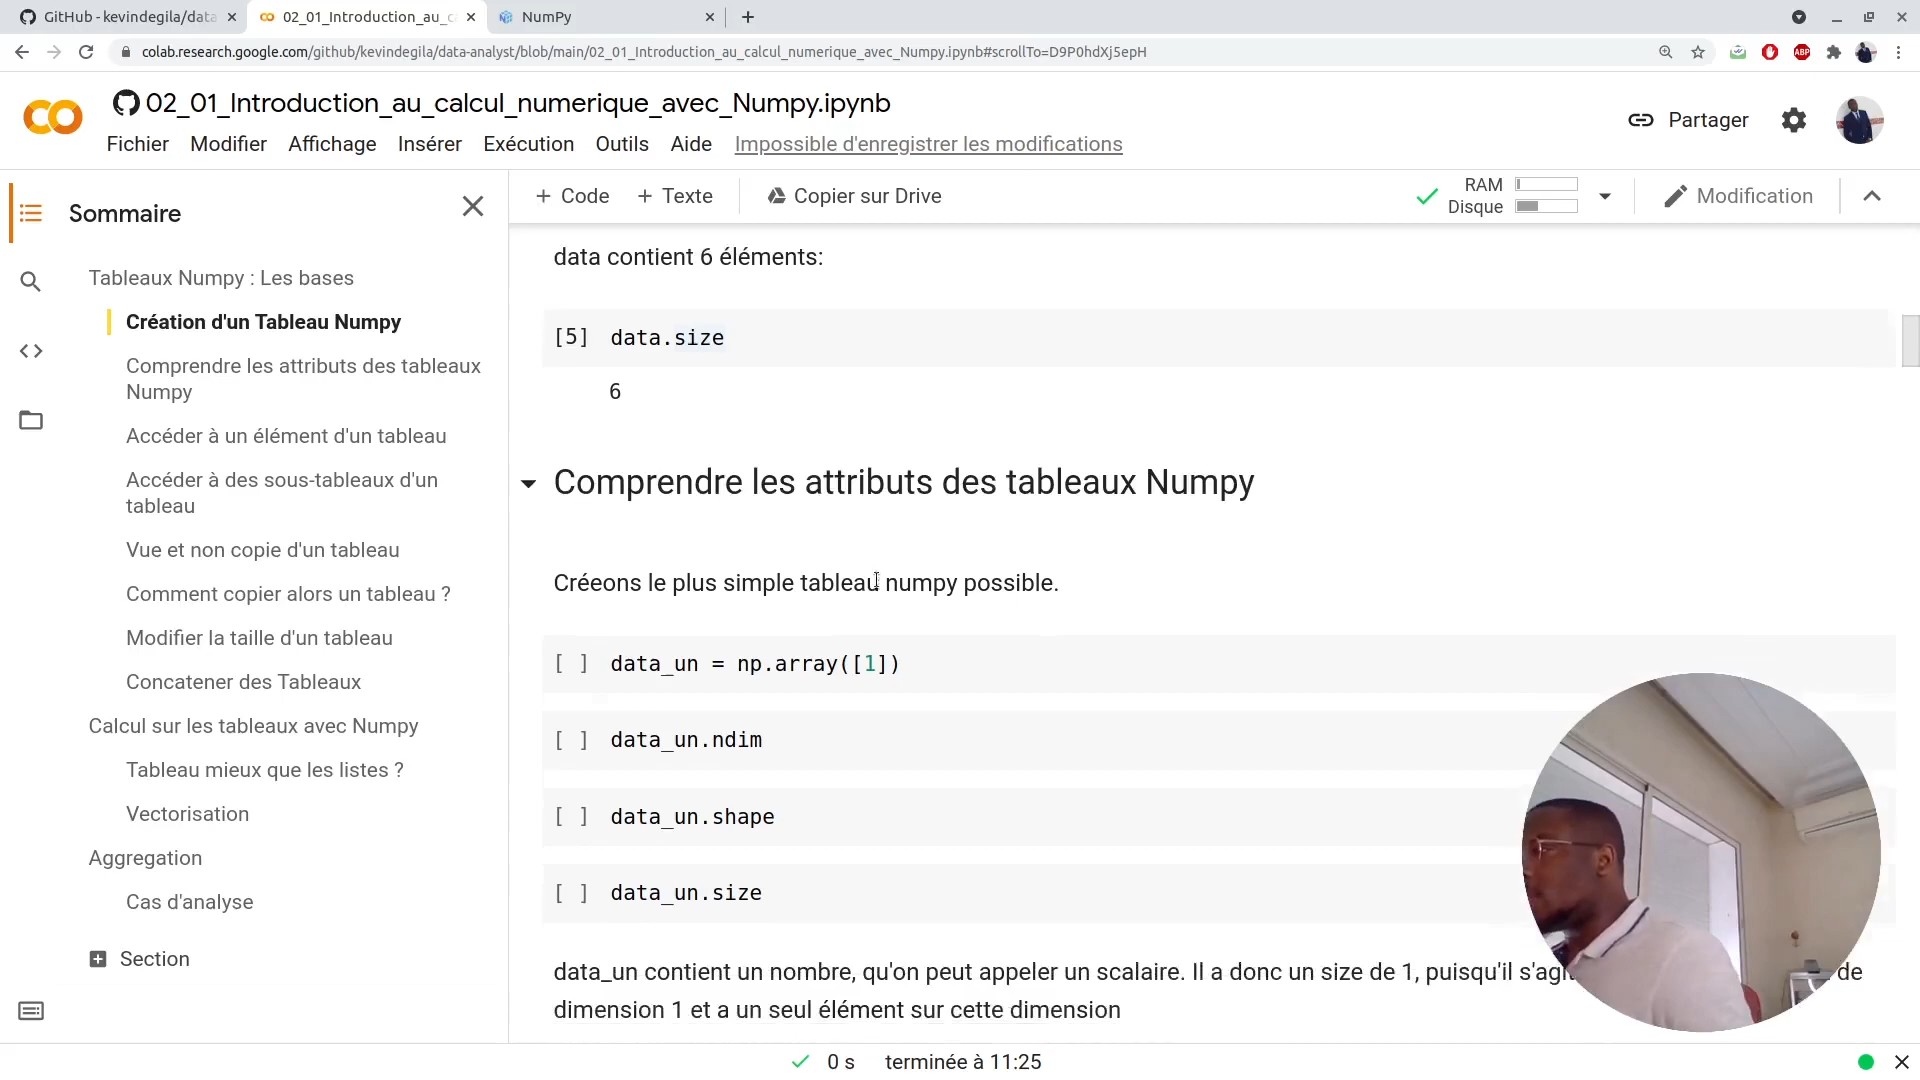 GitHub - kevindegila/data
02_01_Introduction_au_c
NumPy
colab.research.google.com/github/kevindegila/data-analyst/blob/main/02_01_Introduction_au_calcul_numerique_avec_Numpy.ipynb#scrollTo=D9P0hdXj5epH
ABP
02_01_Introduction_au_calcul_numerique_avec_Numpy.ipynb
Fichier Modifier Affichage Insérer Exécution Outils Aide Impossible d'enregistrer les modifications
Partager
+ Code + Texte Copier sur Drive
RAM
Disque
Modification
Sommaire
Tableaux Numpy : Les bases
Création d'un Tableau Numpy
Comprendre les attributs des tableaux
Numpy
Accéder à un élément d'un tableau
Accéder à des sous-tableaux d'un
tableau
Vue et non copie d'un tableau
Comment copier alors un tableau ?
Modifier la taille d'un tableau
Concatener des Tableaux
Calcul sur les tableaux avec Numpy
Tableau mieux que les listes ?
Vectorisation
Aggregation
Cas d'analyse
Section
data contient 6 éléments:
[5] data.size
6
Comprendre les attributs des tableaux Numpy
Créeons le plus simple tableau numpy possible.
[ ] data_un = np.array([1])
[ ] data_un.ndim
[ ] data_un.shape
[ ] data_un.size
data_un contient un nombre, qu'on peut appeler un scalaire. Il a donc un size de 1, puisqu'il s'agit de
dimension 1 et a un seul élément sur cette dimension
0 s terminée à 11:25